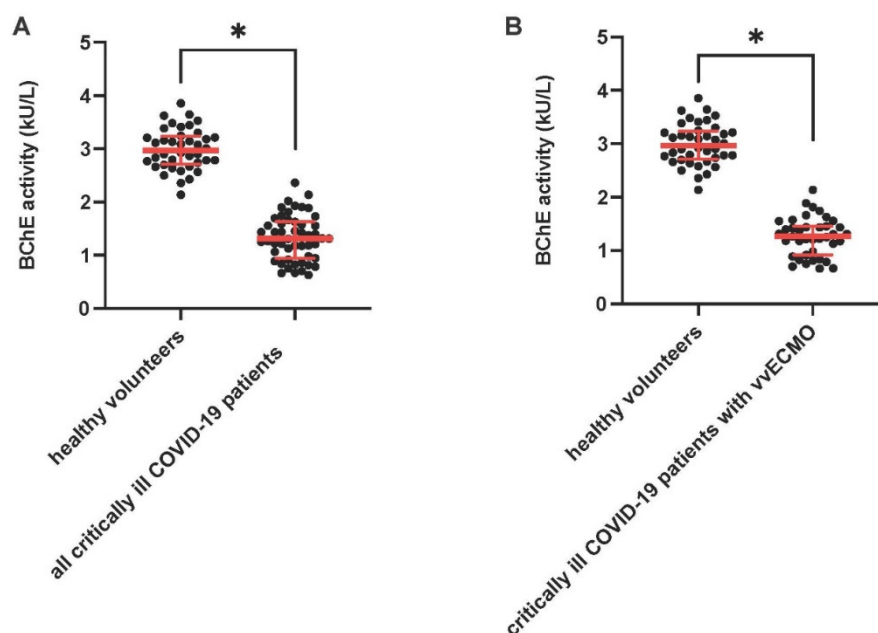 A
BChE activity (kU/L)
5
4
3
2
1
0
*
healthy volunteers
all critically ill COVID-19 patients
B
BChE activity (kU/L)
5
4
3
2
1
0
*
healthy volunteers
critically ill COVID-19 patients with vvECMO